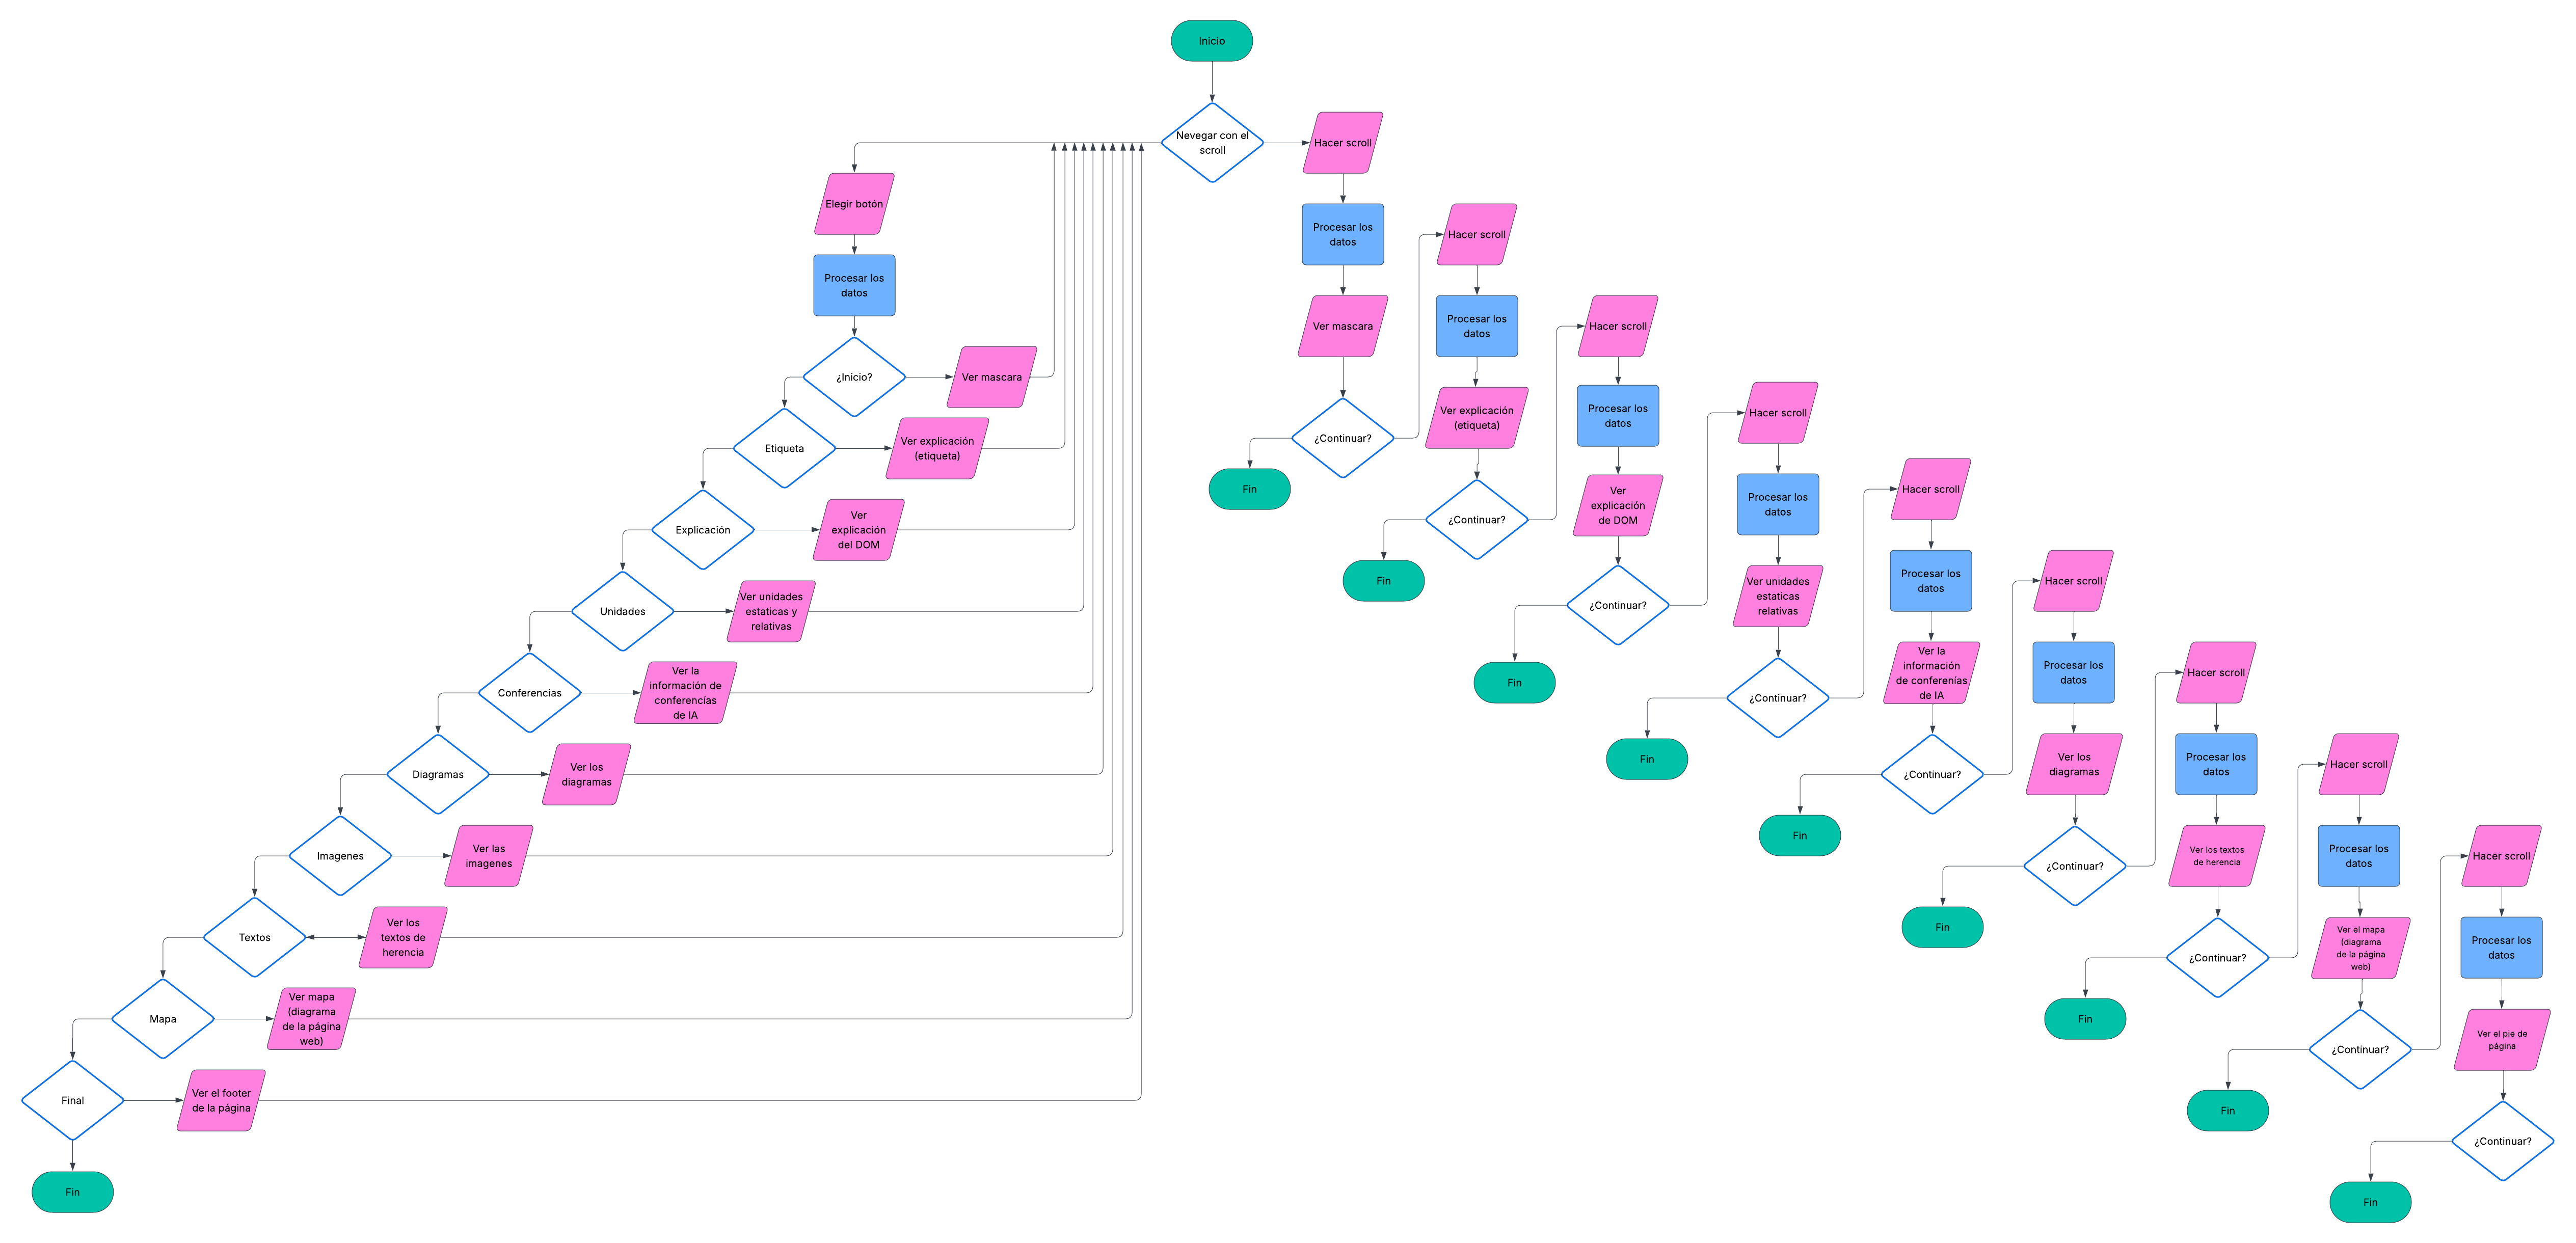 Inicio
Nevegar con el
scroll
Hacer scroll
Elegir botón
Procesar los
datos
¿Inicio?
Ver mascara
Etiqueta
Ver explicación
(etiqueta)
Explicación
Ver
explicación
del DOM
Unidades
Ver unidades
estaticas y
relativas
Conferencias
Ver la
información de
conferencías
de IA
Diagramas
Ver los
diagramas
Imagenes
Ver las
imagenes
Textos
Ver los
textos de
herencia
Mapa
Ver mapa
(diagrama
de la página
web)
Final
Ver el footer
de la página
Fin
Procesar los
datos
Ver mascara
¿Continuar?
Fin
Hacer scroll
Procesar los
datos
Ver explicación
(etiqueta)
¿Continuar?
Fin
Hacer scroll
Procesar los
datos
Ver
explicación
de DOM
¿Continuar?
Fin
Hacer scroll
Procesar los
datos
Ver unidades
estaticas
relativas
¿Continuar?
Fin
Hacer scroll
Procesar los
datos
Ver la
información
de conferenías
de IA
¿Continuar?
Fin
Hacer scroll
Procesar los
datos
Ver los
diagramas
¿Continuar?
Fin
Hacer scroll
Procesar los
datos
Ver los textos
de herencia
¿Continuar?
Fin
Hacer scroll
Procesar los
datos
Ver el mapa
(diagrama
de la página
web)
¿Continuar?
Fin
Hacer scroll
Procesar los
datos
Ver el pie de
página
¿Continuar?
Fin